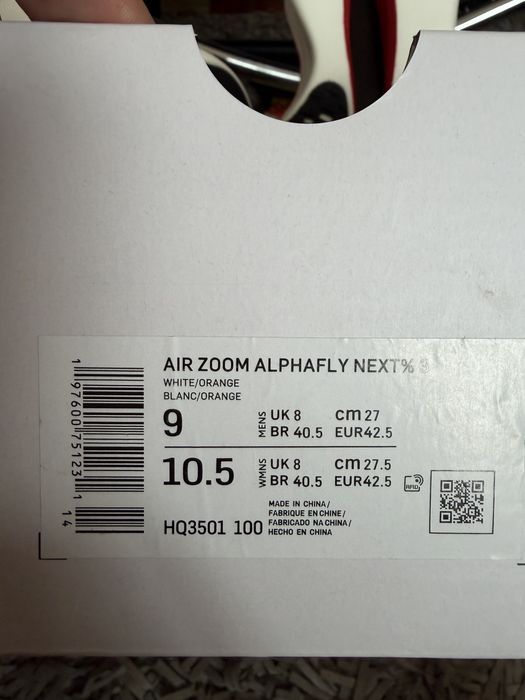 AIR ZOOM ALPHAFLY NEXT% 3
WHITE/ORANGE
BLANC/ORANGE
9
MENS
UK 8 cm 27
BR 40.5 EUR42.5
10.5
WMNS
UK 8 cm 27.5
BR 40.5 EUR42.5
RFID
HQ3501 100
MADE IN CHINA/
FABRIQUE EN CHINE/
FABRICADO NA CHINA/
HECHO EN CHINA
1 97600 75123 1
14